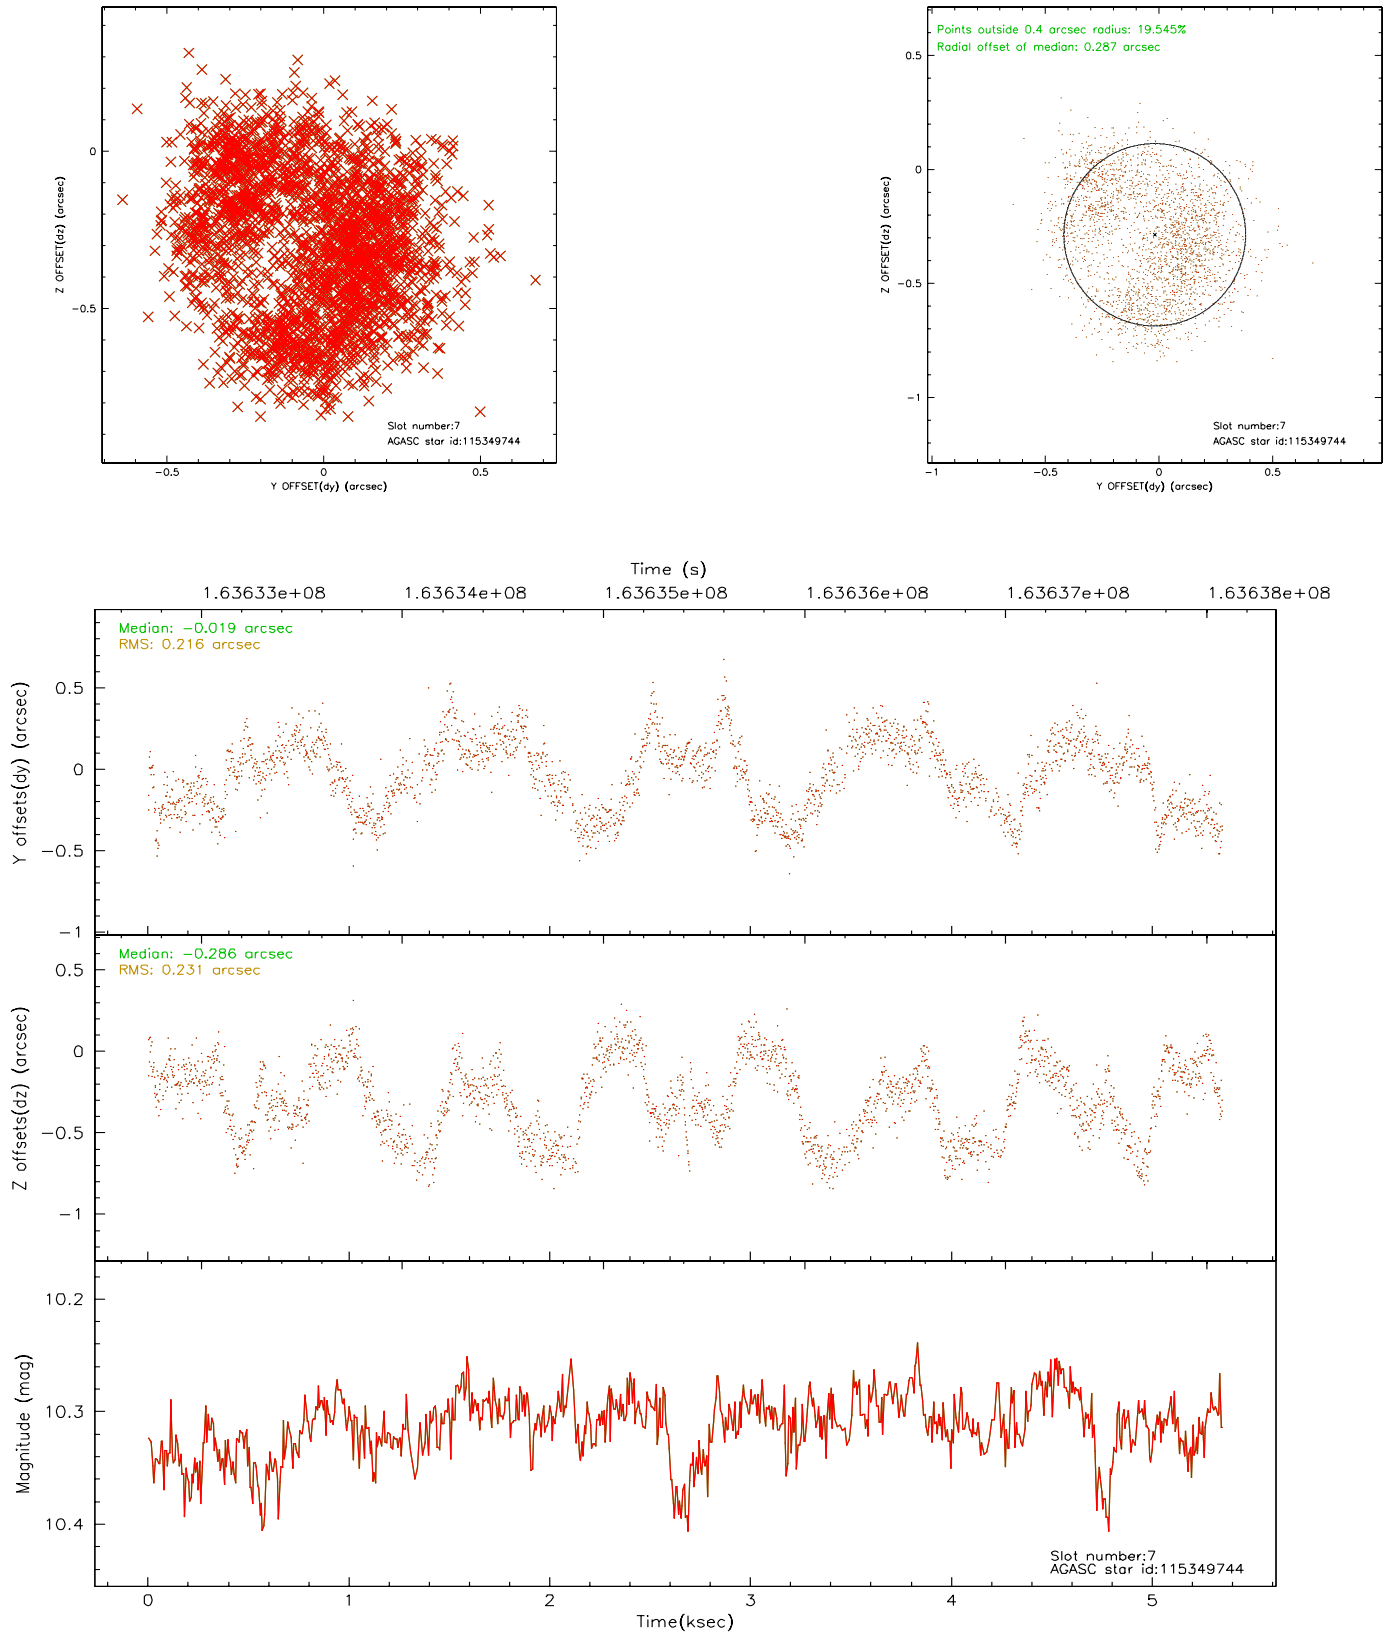 0
-0.5
Z OFFSET(dz) (arcsec)
Slot number:7
AGASC star id:115349744
-0.5
0
0.5
Y OFFSET(dy) (arcsec)
Points outside 0.4 arcsec radius: 19.545%
Radial offset of median: 0.287 arcsec
0.5
0
-0.5
-1
Z OFFSET(dz) (arcsec)
Slot number:7
AGASC star id:115349744
-1
-0.5
0
0.5
Y OFFSET(dy) (arcsec)
Time (s)
1.63633e+08
1.63634e+08
1.63635e+08
1.63636e+08
1.63637e+08
1.63638e+08
Median: -0.019 arcsec
RMS: 0.216 arcsec
0.5
0
-0.5
-1
Y offsets(dy) (arcsec)
Median: -0.286 arcsec
RMS: 0.231 arcsec
0.5
0
-0.5
-1
Z offsets(dz) (arcsec)
10.2
10.3
10.4
Magnitude (mag)
Slot number:7
AGASC star id:115349744
0
1
2
3
4
5
Time(ksec)